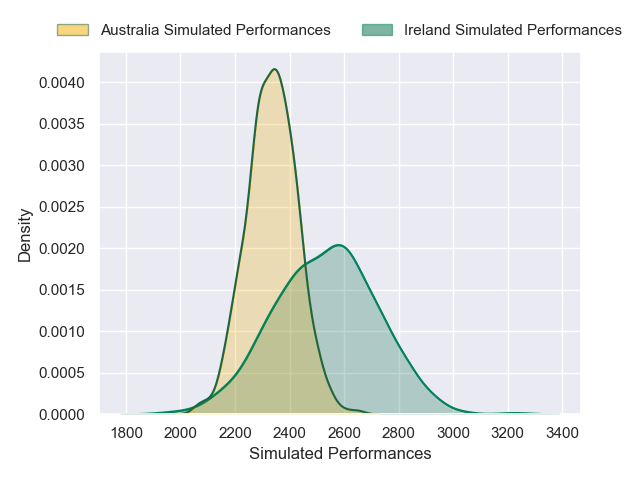 Australia Simulated Performances
Ireland Simulated Performances
0.0040
0.0035
0.0030
0.0025
0.0020
0.0015
0.0010
0.0005
0.0000
Density
1800 2000 2200 2400 2600 2800 3000 3200 3400
Simulated Performances